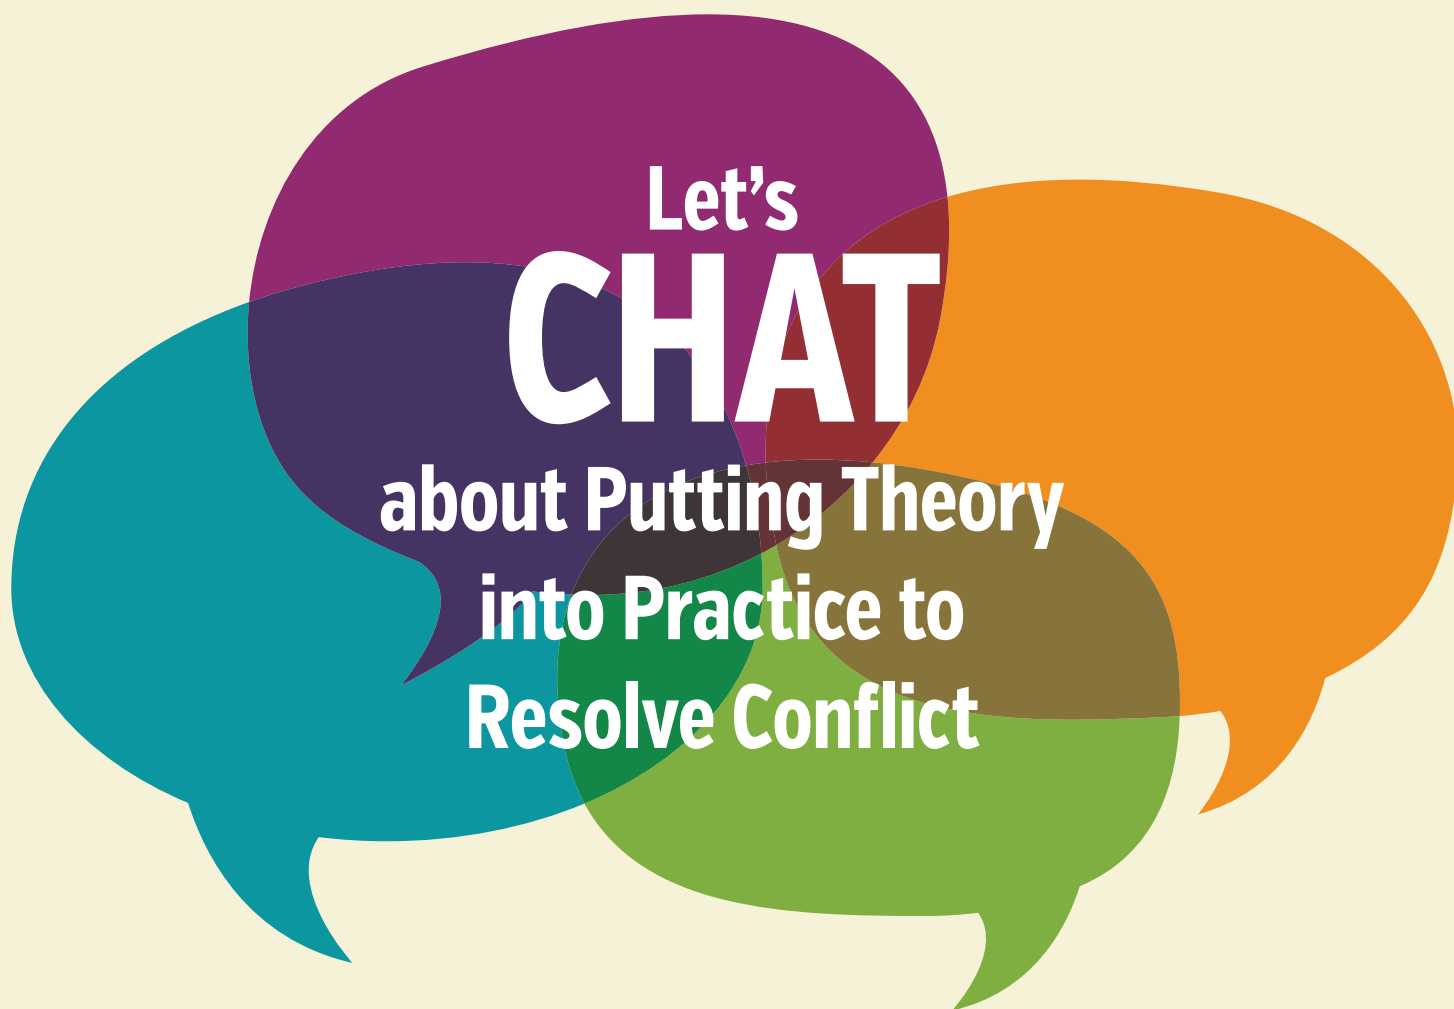 Let’s
CHAT
about Putting Theory
into Practice to
Resolve Conflict